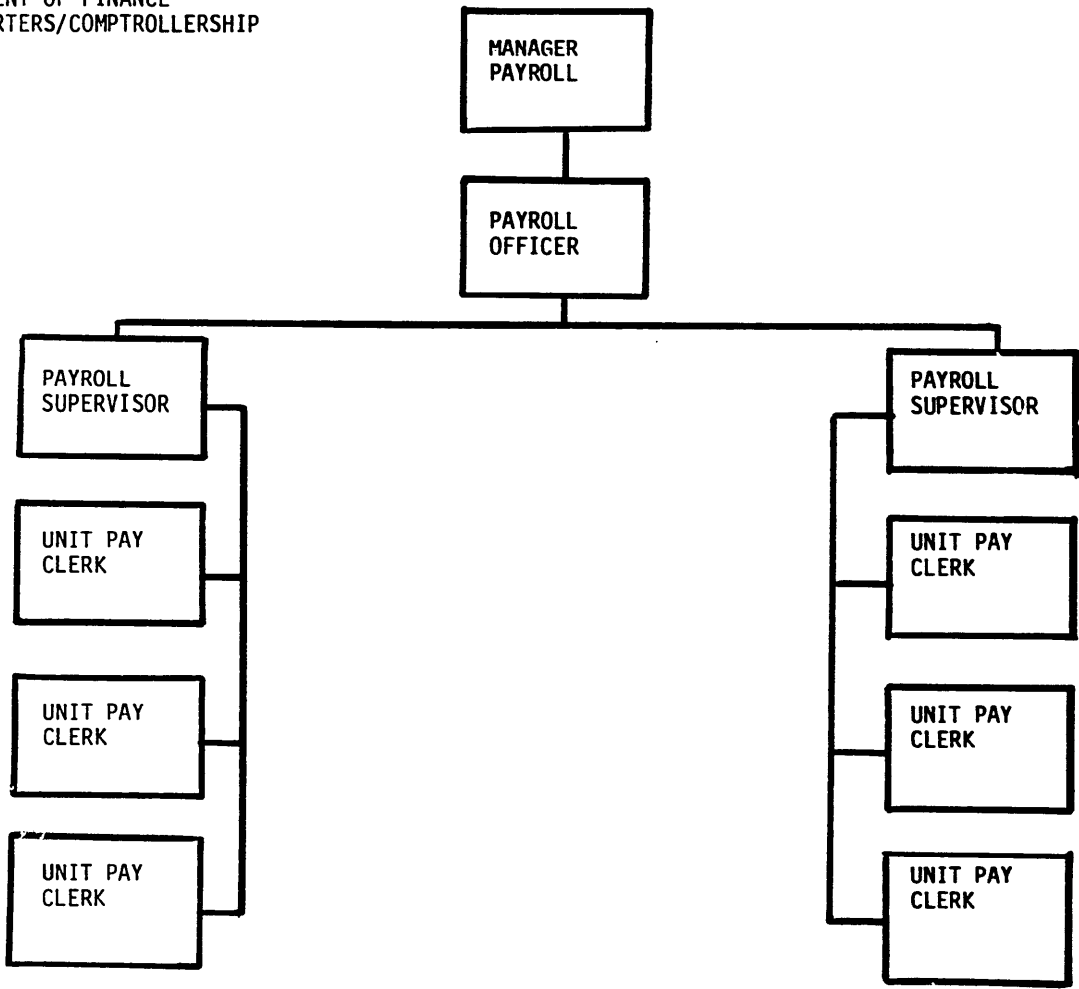 OF FINANCE
/COMPTROLLERSHIP
MANAGER
PAYROLL
PAYROLL
OFFICER
PAYROLL
SUPERVISOR
UNIT PAY
CLERK
UNIT PAY
CLERK
UNIT PAY
CLERK
PAYROLL
SUPERVISOR
UNIT PAY
CLERK
UNIT PAY
CLERK
UNIT PAY
CLERK